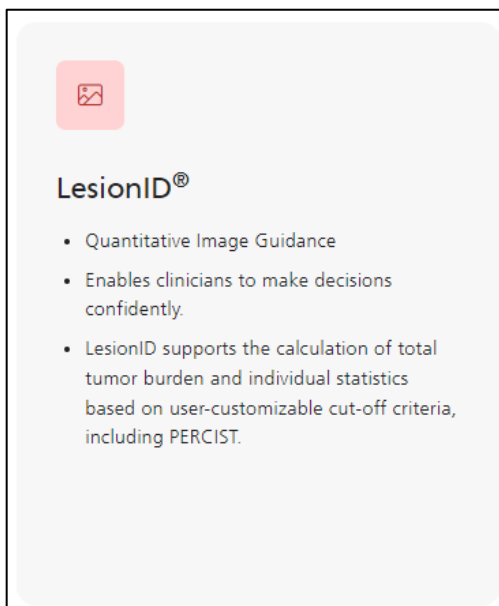 LesionID®
• Quantitative Image Guidance
• Enables clinicians to make decisions
confidently.
• LesionID supports the calculation of total
tumor burden and individual statistics
based on user-customizable cut-off criteria,
including PERCIST.